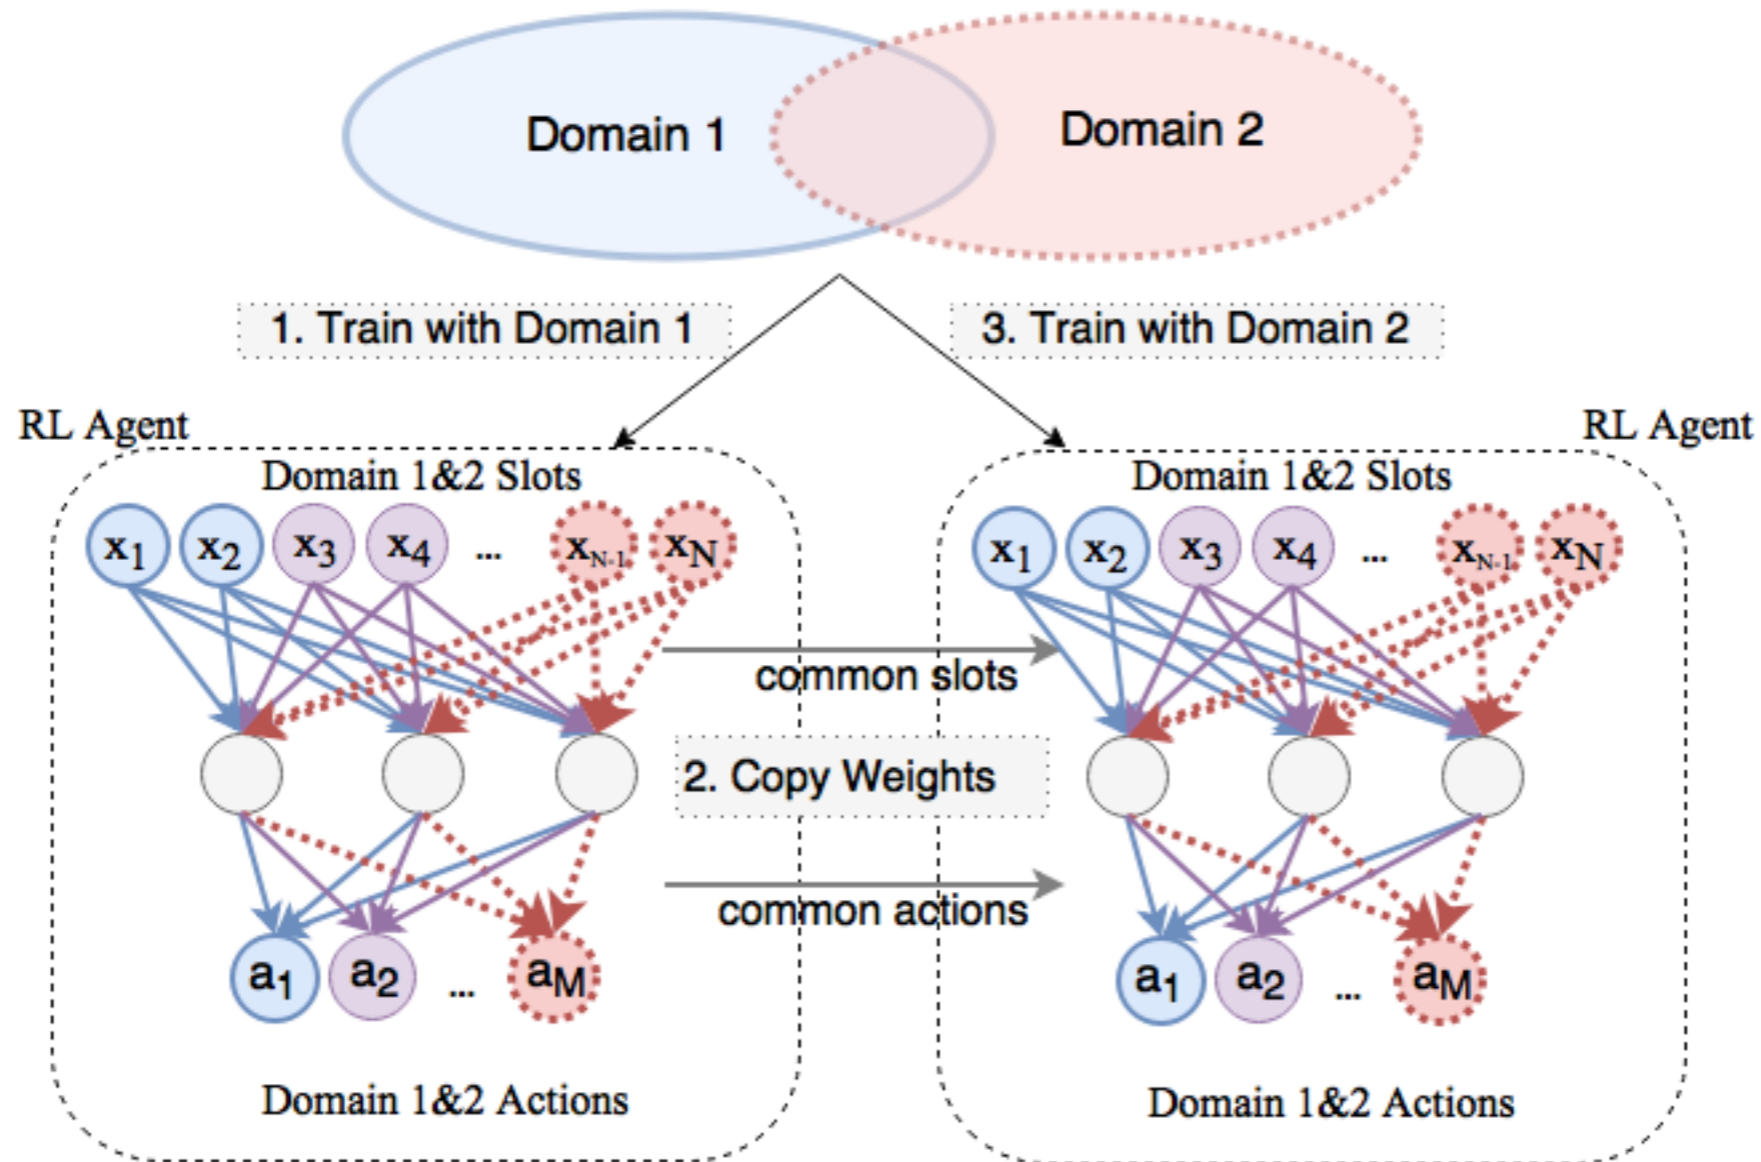 Domain 1
Domain 2
1. Train with Domain 1
3. Train with Domain 2
RL Agent
RL Agent
Domain 1&2 Slots
Domain 1&2 Slots
x1 x2 x3 x4 ... xN-1 xN
x1 x2 x3 x4 ... xN-1 xN
common slots
2. Copy Weights
common actions
a1 a2 ... aM
a1 a2 ... aM
Domain 1&2 Actions
Domain 1&2 Actions